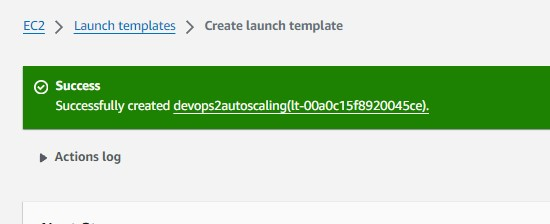 EC2 > Launch templates > Create launch template
Success
Successfully created devops2autoscaling(lt-00a0c15f8920045ce).
Actions log